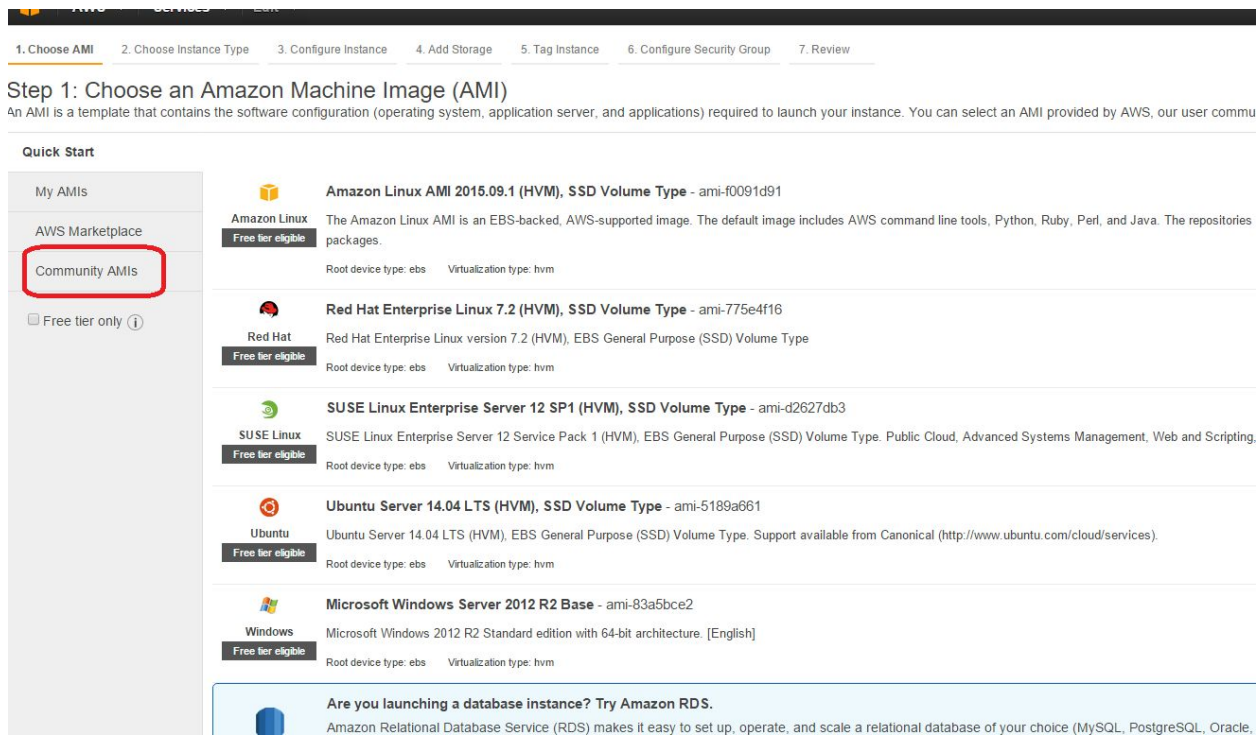 AWS Services Edit
1. Choose AMI 2. Choose Instance Type 3. Configure Instance 4. Add Storage 5. Tag Instance 6. Configure Security Group 7. Review
Step 1: Choose an Amazon Machine Image (AMI)
An AMI is a template that contains the software configuration (operating system, application server, and applications) required to launch your instance. You can select an AMI provided by AWS, our user commu
Quick Start
My AMIs
AWS Marketplace
Community AMIs
Free tier only
Amazon Linux
Free tier eligible
Amazon Linux AMI 2015.09.1 (HVM), SSD Volume Type - ami-f0091d91
The Amazon Linux AMI is an EBS-backed, AWS-supported image. The default image includes AWS command line tools, Python, Ruby, Perl, and Java. The repositories
packages.
Root device type: ebs Virtualization type: hvm
Red Hat
Free tier eligible
Red Hat Enterprise Linux 7.2 (HVM), SSD Volume Type - ami-775e4f16
Red Hat Enterprise Linux version 7.2 (HVM), EBS General Purpose (SSD) Volume Type
Root device type: ebs Virtualization type: hvm
SUSE Linux
Free tier eligible
SUSE Linux Enterprise Server 12 SP1 (HVM), SSD Volume Type - ami-d2627db3
SUSE Linux Enterprise Server 12 Service Pack 1 (HVM), EBS General Purpose (SSD) Volume Type. Public Cloud, Advanced Systems Management, Web and Scripting,
Root device type: ebs Virtualization type: hvm
Ubuntu
Free tier eligible
Ubuntu Server 14.04 LTS (HVM), SSD Volume Type - ami-5189a661
Ubuntu Server 14.04 LTS (HVM), EBS General Purpose (SSD) Volume Type. Support available from Canonical (http://www.ubuntu.com/cloud/services).
Root device type: ebs Virtualization type: hvm
Windows
Free tier eligible
Microsoft Windows Server 2012 R2 Base - ami-83a5bce2
Microsoft Windows 2012 R2 Standard edition with 64-bit architecture. [English]
Root device type: ebs Virtualization type: hvm
Are you launching a database instance? Try Amazon RDS.
Amazon Relational Database Service (RDS) makes it easy to set up, operate, and scale a relational database of your choice (MySQL, PostgreSQL, Oracle,